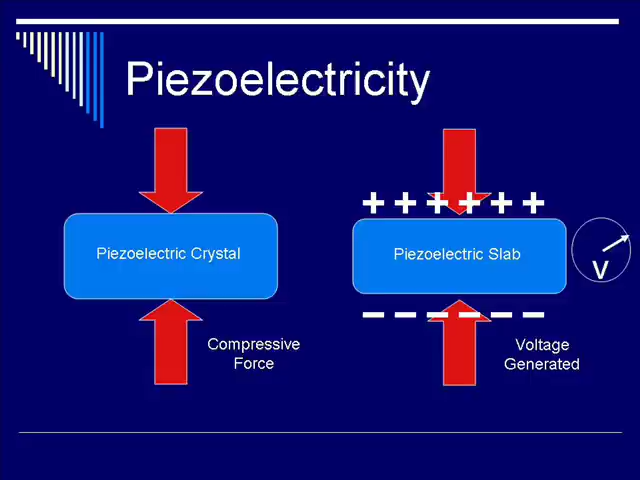 Piezoelectricity
+ + + + + +
Piezoelectric Crystal
Piezoelectric Slab
V
− − − − − −
Compressive
Force
Voltage
Generated